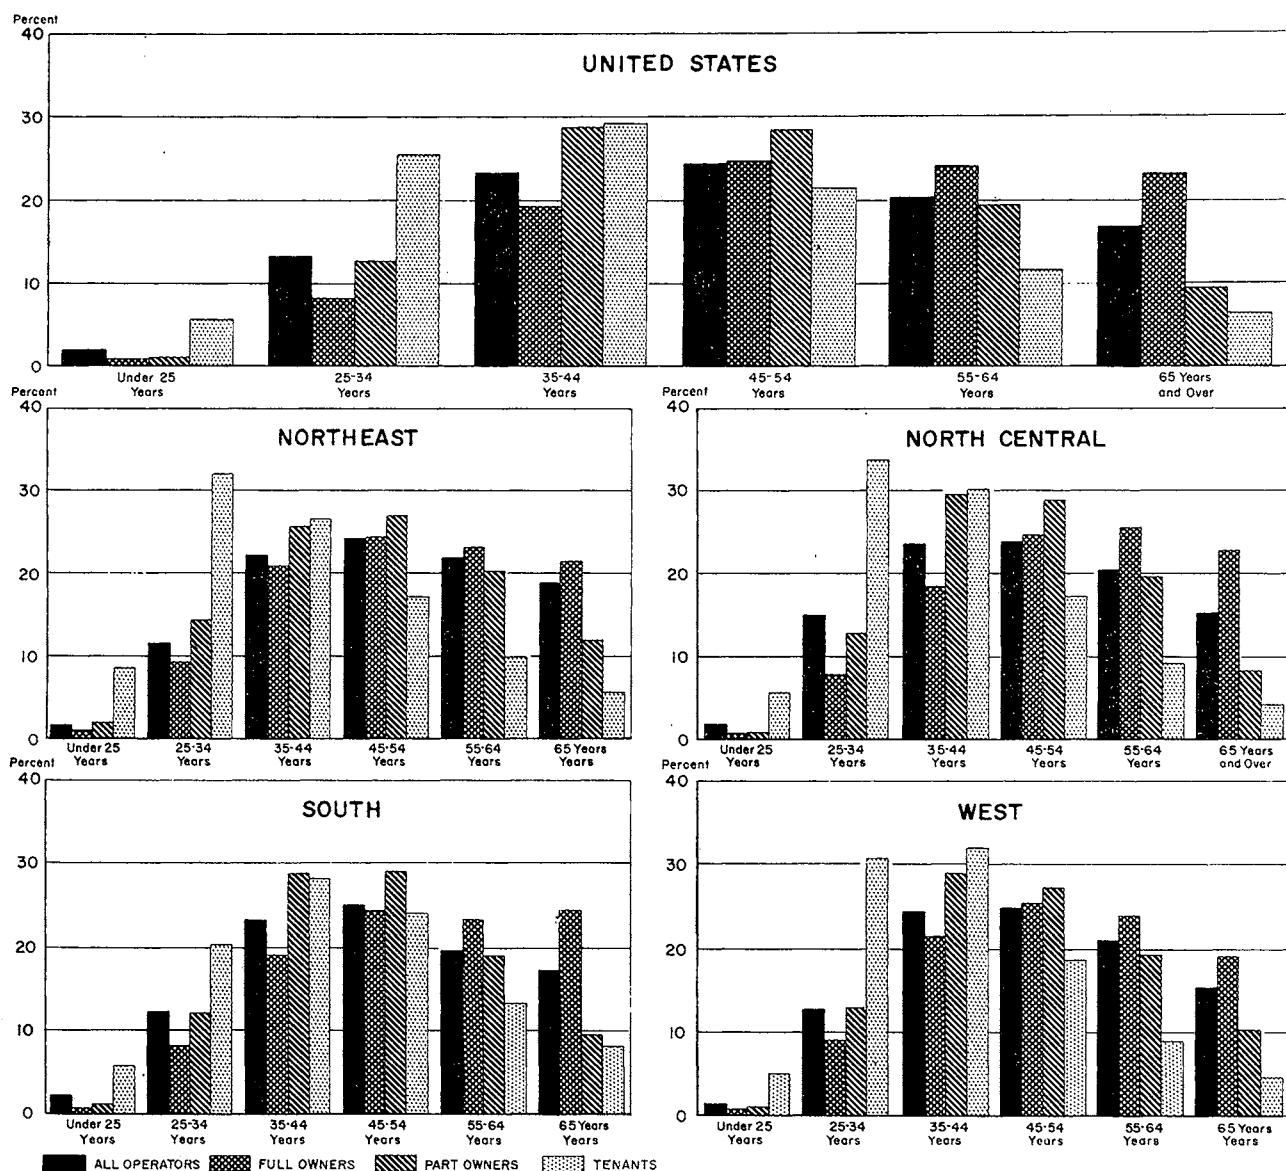 Percent
40
UNITED STATES
30
20
10
0
Under 25 25-34 35-44 45-54 55-64 65 Years
Years Years Years Years Years and Over
Percent
40
NORTHEAST
30
20
10
0
Under 25 25-34 35-44 45-54 55-64 65 Years
Years Years Years Years Years and Over
Percent
40
NORTH CENTRAL
30
20
10
0
Under 25 25-34 35-44 45-54 55-64 65 Years
Years Years Years Years Years and Over
Percent
40
SOUTH
30
20
10
0
Under 25 25-34 35-44 45-54 55-64 65 Years
Years Years Years Years Years Years
Percent
40
WEST
30
20
10
0
Under 25 25-34 35-44 45-54 55-64 65 Years
Years Years Years Years Years Years
ALL OPERATORS FULL OWNERS PART OWNERS TENANTS